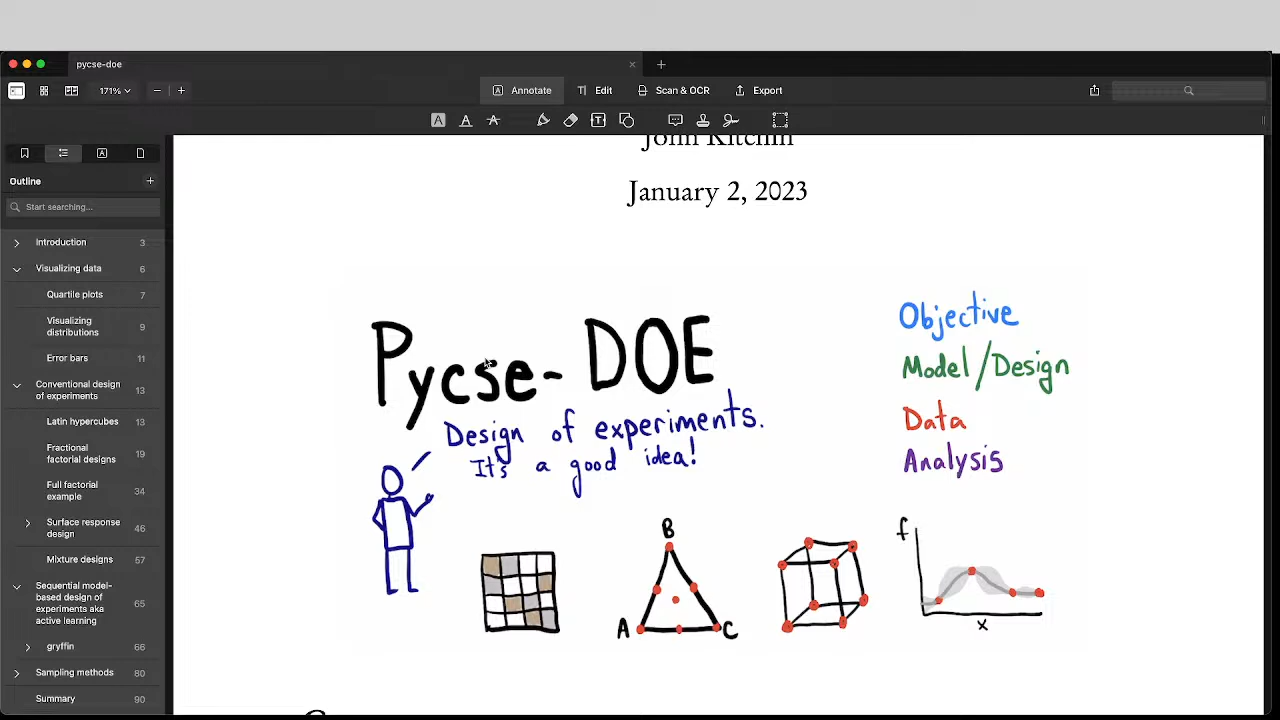 pycse-doe
171%
Annotate
Edit
Scan & OCR
Export
Outline
Start searching...
Introduction 3
Visualizing data 6
Quartile plots 7
Visualizing
distributions 9
Error bars 11
Conventional design
of experiments 13
Latin hypercubes 13
Fractional
factorial designs 19
Full factorial
example 34
Surface response
design 46
Mixture designs 57
Sequential model-
based design of
experiments aka
active learning 65
gryffin 66
Sampling methods 80
Summary 90
John Kitchin
January 2, 2023
Pycse-DOE
Design of experiments.
It's a good idea!
Objective
Model/Design
Data
Analysis
B
A
C
f
x